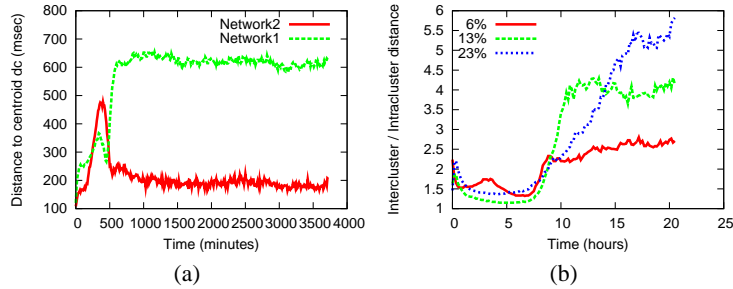 Distance to centroid dc (msec)
800
700
600
500
400
300
200
100
0 500 1000 1500 2000 2500 3000 3500 4000
Time (minutes)
Network2
Network1
(a)
Intercluster / Intracluster distance
6
5.5
5
4.5
4
3.5
3
2.5
2
1.5
1
0 5 10 15 20 25
Time (hours)
6%
13%
23%
(b)